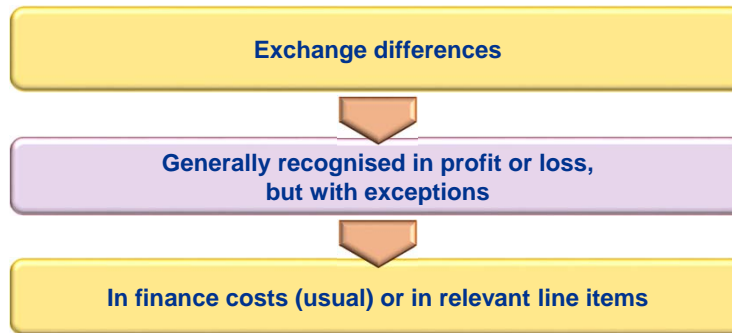 Exchange differences
Generally recognised in profit or loss,
but with exceptions
In finance costs (usual) or in relevant line items